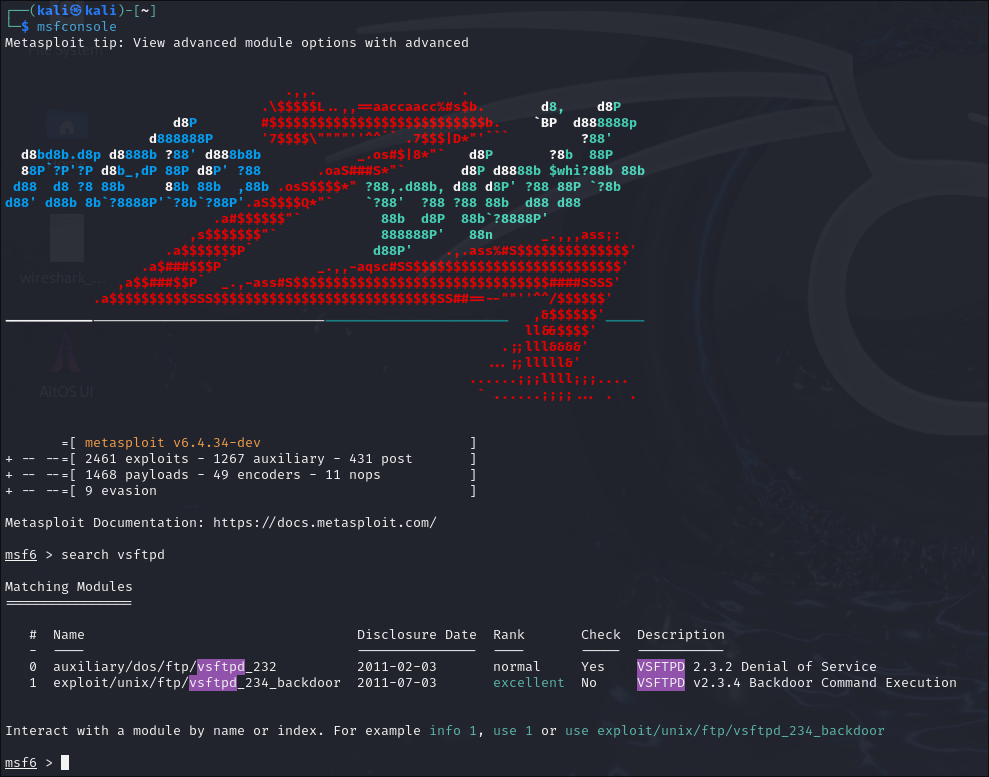 ┌──(kali㉿kali)-[~]
└─$ msfconsole
Metasploit tip: View advanced module options with advanced
wireshark_...
AltOS UI
=[ metasploit v6.4.34-dev ]
+ -- --=[ 2461 exploits - 1267 auxiliary - 431 post ]
+ -- --=[ 1468 payloads - 49 encoders - 11 nops ]
+ -- --=[ 9 evasion ]
Metasploit Documentation: https://docs.metasploit.com/
msf6 > search vsftpd
Matching Modules
================
# Name Disclosure Date Rank Check Description
- ---- --------------- ---- ----- -----------
0 auxiliary/dos/ftp/vsftpd_232 2011-02-03 normal Yes VSFTPD 2.3.2 Denial of Service
1 exploit/unix/ftp/vsftpd_234_backdoor 2011-07-03 excellent No VSFTPD v2.3.4 Backdoor Command Execution
Interact with a module by name or index. For example info 1, use 1 or use exploit/unix/ftp/vsftpd_234_backdoor
msf6 >